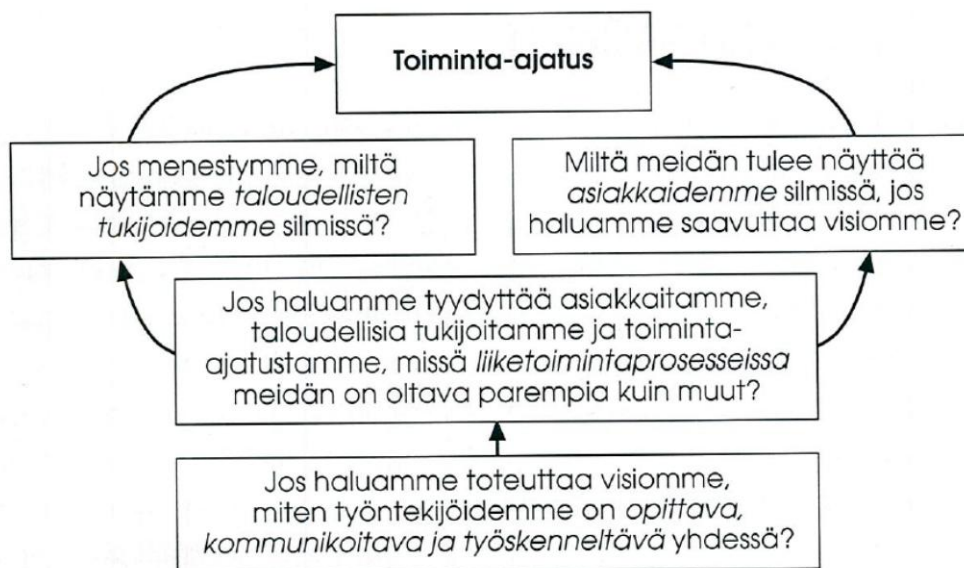 Toiminta-ajatus
Jos menestymme, miltä
näytämme taloudellisten
tukijoidemme silmissä?
Miltä meidän tulee näyttää
asiakkaidemme silmissä, jos
haluamme saavuttaa visiomme?
Jos haluamme tyydyttää asiakkaitamme,
taloudellisia tukijoitamme ja toiminta-
ajatustamme, missä liiketoimintaprosesseissa
meidän on oltava parempia kuin muut?
Jos haluamme toteuttaa visiomme,
miten työntekijöidemme on opittava,
kommunikoitava ja työskenneltävä yhdessä?